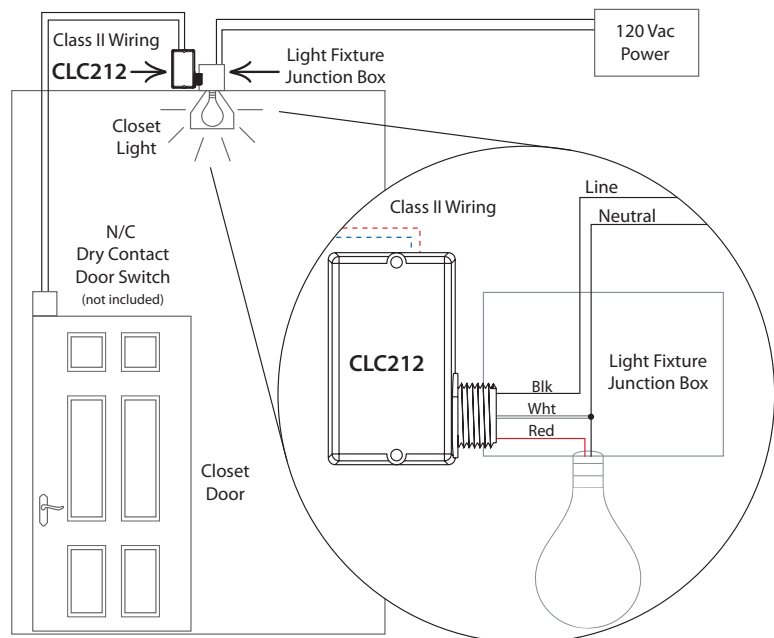 Class II Wiring
CLC212
Light Fixture
Junction Box
120 Vac
Power
Closet
Light
N/C
Dry Contact
Door Switch
(not included)
Closet
Door
Class II Wiring
Line
Neutral
CLC212
Light Fixture
Junction Box
Blk
Wht
Red